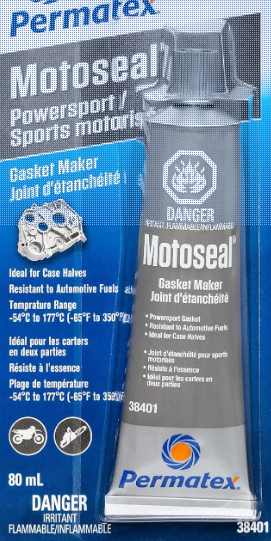 Permatex
Motoseal®
Powersport /
Sports motoris
Gasket Maker
Joint d'étanchéité
Ideal for Case Halves
Resistant to Automotive Fuels
Temprature Range
-54°C to 177°C (-65°F to 350°F)
Idéal pour les carters
en deux parties
Résiste à l'essence
Plage de température
-54°C to 177°C (-65°F to 350°
80 mL
DANGER
IRRITANT
FLAMMABLE/INFLAMMABLE
DANGER
IRRITANT FLAMMABLE/INFLAMMABLE
Motoseal®
Gasket Maker
Joint d'étanchéité
• Powersport Gasket
• Resistant to Automotive Fuels
• Ideal for Case Halves
• Joint d'étanchéité pour sports
motorisés
• Résiste à l'essence
• Idéal pour les carters en
deux parties
38401
Permatex
38401